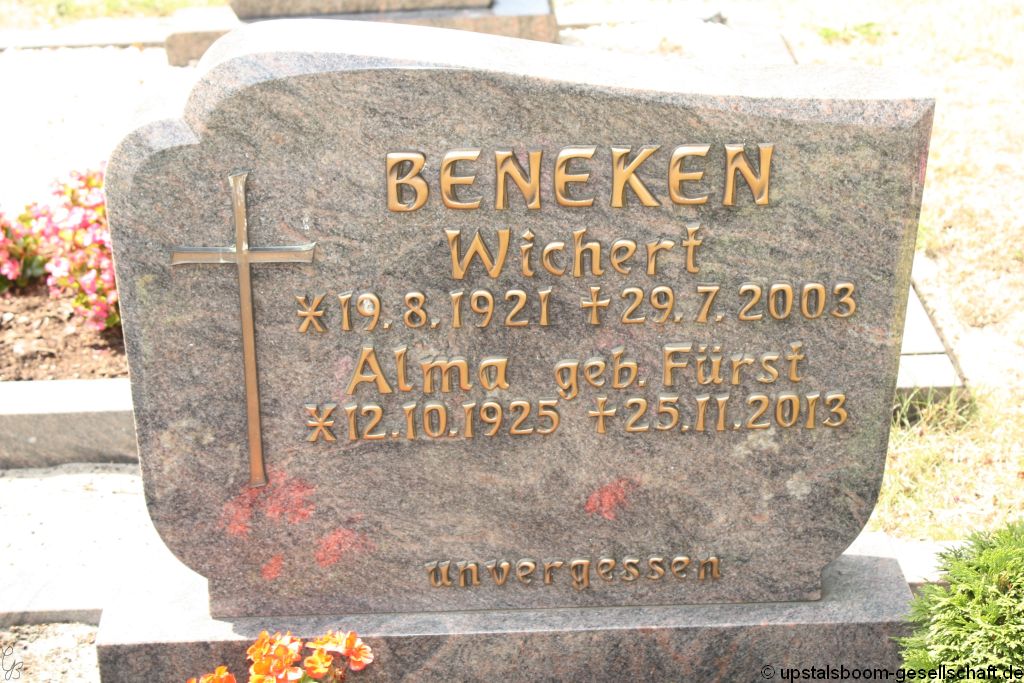 BENEKEN
Wichert
* 19.8.1921 † 29.7.2003
Alma geb. Fürst
* 12.10.1925 † 25.11.2013
unvergessen
© upstalsboom-gesellschaft.de